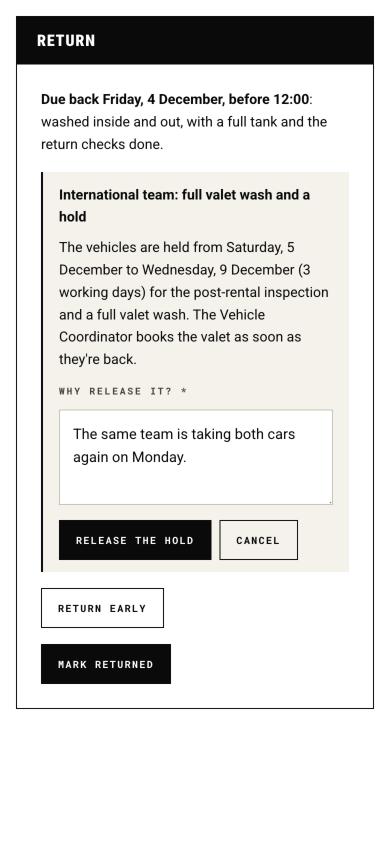 RETURN
Due back Friday, 4 December, before 12:00:
washed inside and out, with a full tank and the
return checks done.
International team: full valet wash and a
hold
The vehicles are held from Saturday, 5
December to Wednesday, 9 December (3
working days) for the post-rental inspection
and a full valet wash. The Vehicle
Coordinator books the valet as soon as
they're back.
WHY RELEASE IT? *
The same team is taking both cars
again on Monday.
RELEASE THE HOLD CANCEL
RETURN EARLY
MARK RETURNED